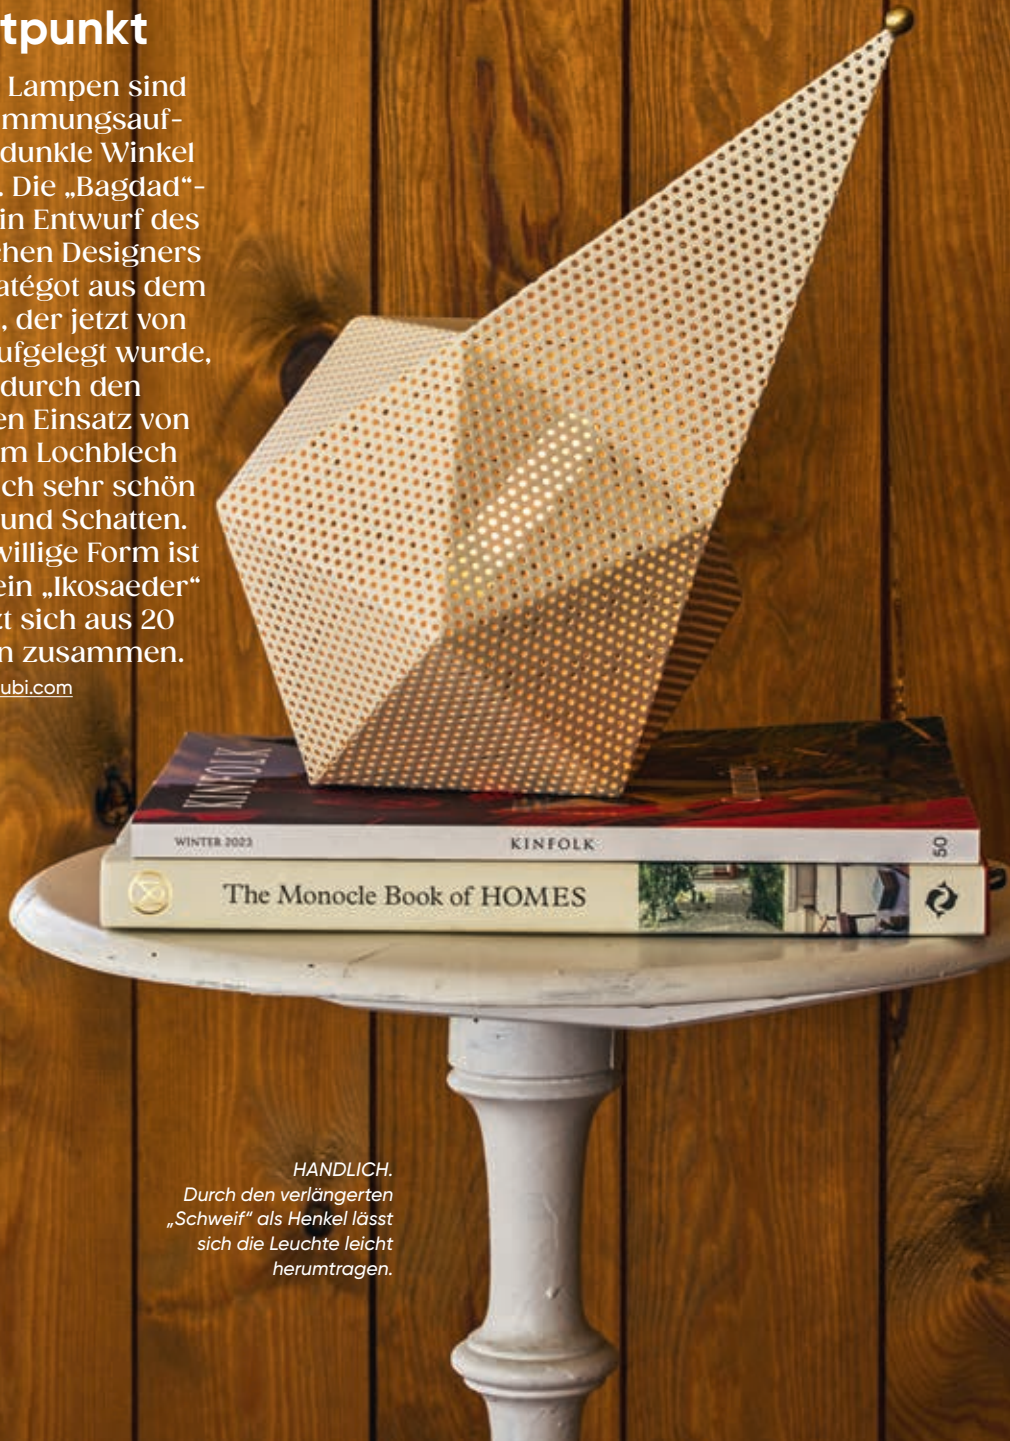 tpunkt
Lampen sind
mmungsauf-
dunkle Winkel
. Die „Bagdad“-
in Entwurf des
chen Designers
atégot aus dem
, der jetzt von
ufgelegt wurde,
durch den
en Einsatz von
m Lochblech
ch sehr schön
und Schatten.
willige Form ist
ein „Ikosaeder“
zt sich aus 20
n zusammen.
ubi.com
KINFOLK
WINTER 2023 KINFOLK 50
The Monocle Book of HOMES
HANDLICH.
Durch den verlängerten
„Schweif“ als Henkel lässt
sich die Leuchte leicht
herumtragen.